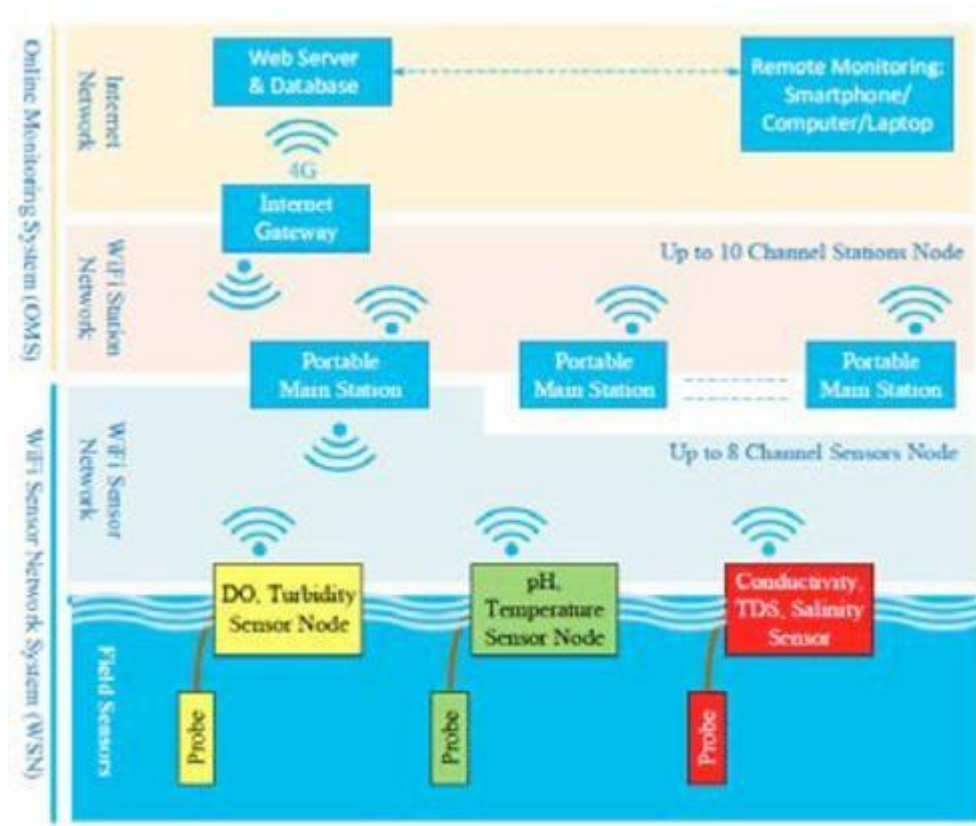 Online Monitoring System (OMS)
Internet
Network
Web Server
& Database
Remote Monitoring:
Smartphone/
Computer/Laptop
4G
Internet
Gateway
WiFi Station
Network
Up to 10 Channel Stations Node
Portable
Main Station
Portable
Main Station
Portable
Main Station
WiFi Sensor Network System (WSN)
WiFi Sensor
Network
Up to 8 Channel Sensors Node
DO, Turbidity
Sensor Node
pH,
Temperature
Sensor Node
Conductivity,
TDS, Salinity
Sensor
Field Sensors
Probe
Probe
Probe